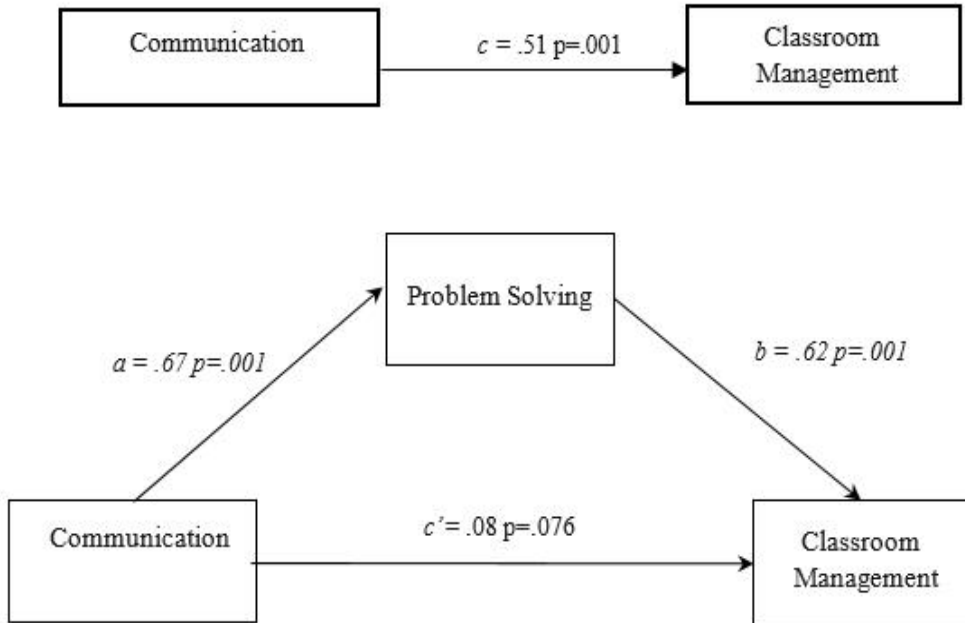 Communication
c = .51 p=.001
Classroom
Management
Problem Solving
a = .67 p=.001
b = .62 p=.001
Communication
c’= .08 p=.076
Classroom
Management